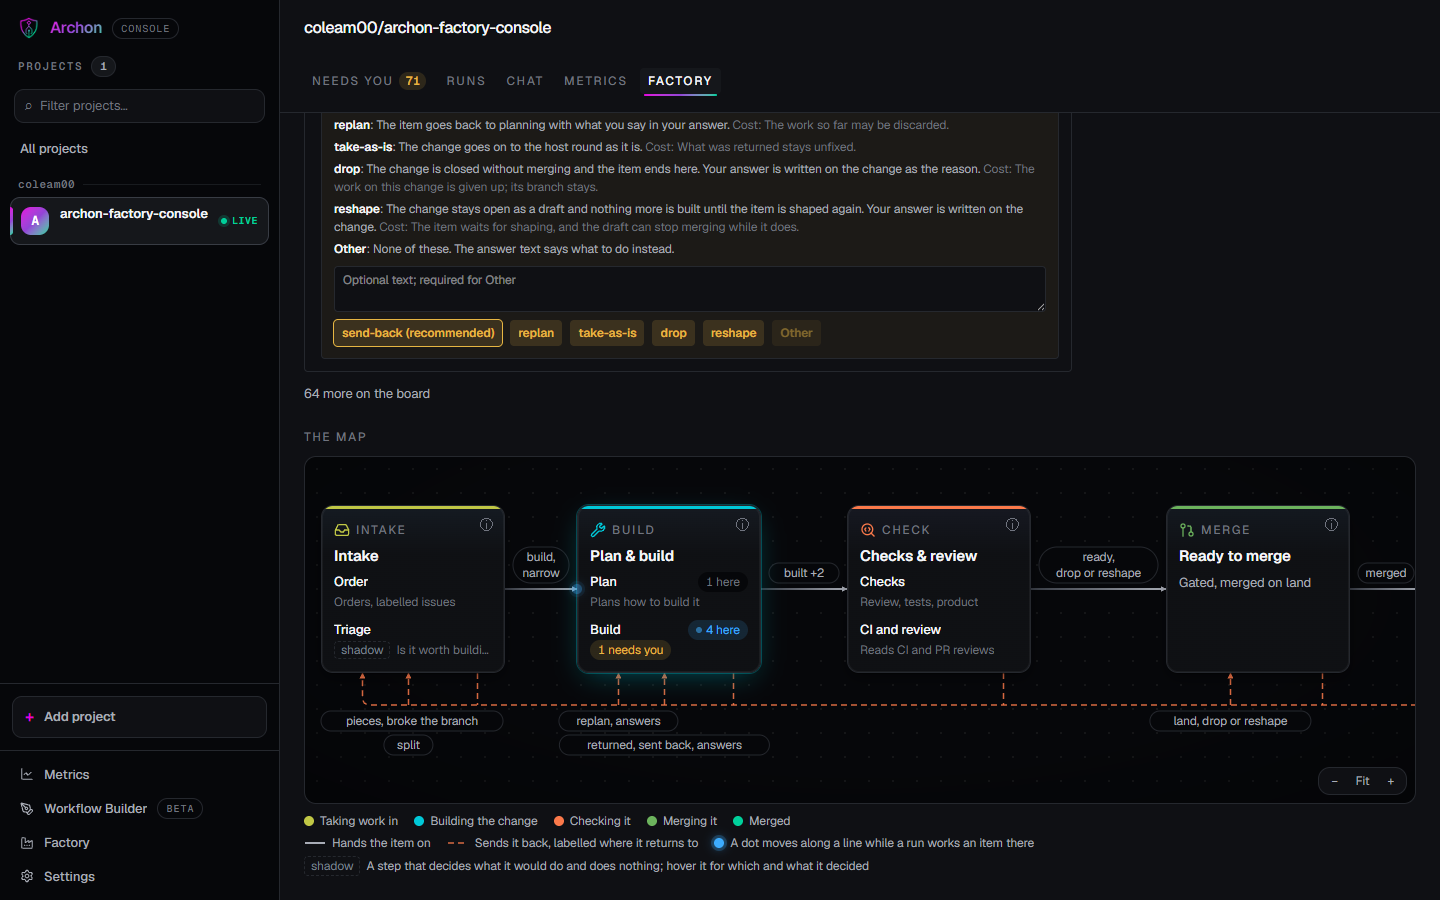 Archon CONSOLE
PROJECTS 1
Filter projects...
All projects
coleam00
A archon-factory-console LIVE
+ Add project
Metrics
Workflow Builder BETA
Factory
Settings
coleam00/archon-factory-console
NEEDS YOU 71 RUNS CHAT METRICS FACTORY
replan: The item goes back to planning with what you say in your answer. Cost: The work so far may be discarded.
take-as-is: The change goes on to the host round as it is. Cost: What was returned stays unfixed.
drop: The change is closed without merging and the item ends here. Your answer is written on the change as the reason. Cost: The
work on this change is given up; its branch stays.
reshape: The change stays open as a draft and nothing more is built until the item is shaped again. Your answer is written on the
change. Cost: The item waits for shaping, and the draft can stop merging while it does.
Other: None of these. The answer text says what to do instead.
Optional text; required for Other
send-back (recommended) replan take-as-is drop reshape Other
64 more on the board
THE MAP
INTAKE
Intake
Order
Orders, labelled issues
Triage
shadow Is it worth buildi...
build,
narrow
BUILD
Plan & build
Plan 1 here
Plans how to build it
Build 4 here
1 needs you
built +2
CHECK
Checks & review
Checks
Review, tests, product
CI and review
Reads CI and PR reviews
ready,
drop or reshape
MERGE
Ready to merge
Gated, merged on land
merged
pieces, broke the branch
split
replan, answers
returned, sent back, answers
land, drop or reshape
− Fit +
Taking work in Building the change Checking it Merging it Merged
Hands the item on Sends it back, labelled where it returns to A dot moves along a line while a run works an item there
shadow A step that decides what it would do and does nothing; hover it for which and what it decided